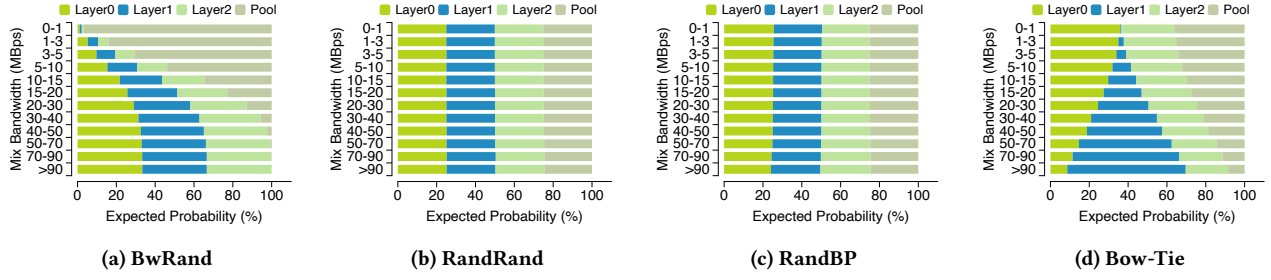 Layer0 Layer1 Layer2 Pool
Mix Bandwidth (MBps)
0-1
1-3
3-5
5-10
10-15
15-20
20-30
30-40
40-50
50-70
70-90
>90
0 20 40 60 80 100
Expected Probability (%)
(a) BwRand
Layer0 Layer1 Layer2 Pool
Mix Bandwidth (MBps)
0-1
1-3
3-5
5-10
10-15
15-20
20-30
30-40
40-50
50-70
70-90
>90
0 20 40 60 80 100
Expected Probability (%)
(b) RandRand
Layer0 Layer1 Layer2 Pool
Mix Bandwidth (MBps)
0-1
1-3
3-5
5-10
10-15
15-20
20-30
30-40
40-50
50-70
70-90
>90
0 20 40 60 80 100
Expected Probability (%)
(c) RandBP
Layer0 Layer1 Layer2 Pool
Mix Bandwidth (MBps)
0-1
1-3
3-5
5-10
10-15
15-20
20-30
30-40
40-50
50-70
70-90
>90
0 20 40 60 80 100
Expected Probability (%)
(d) Bow-Tie